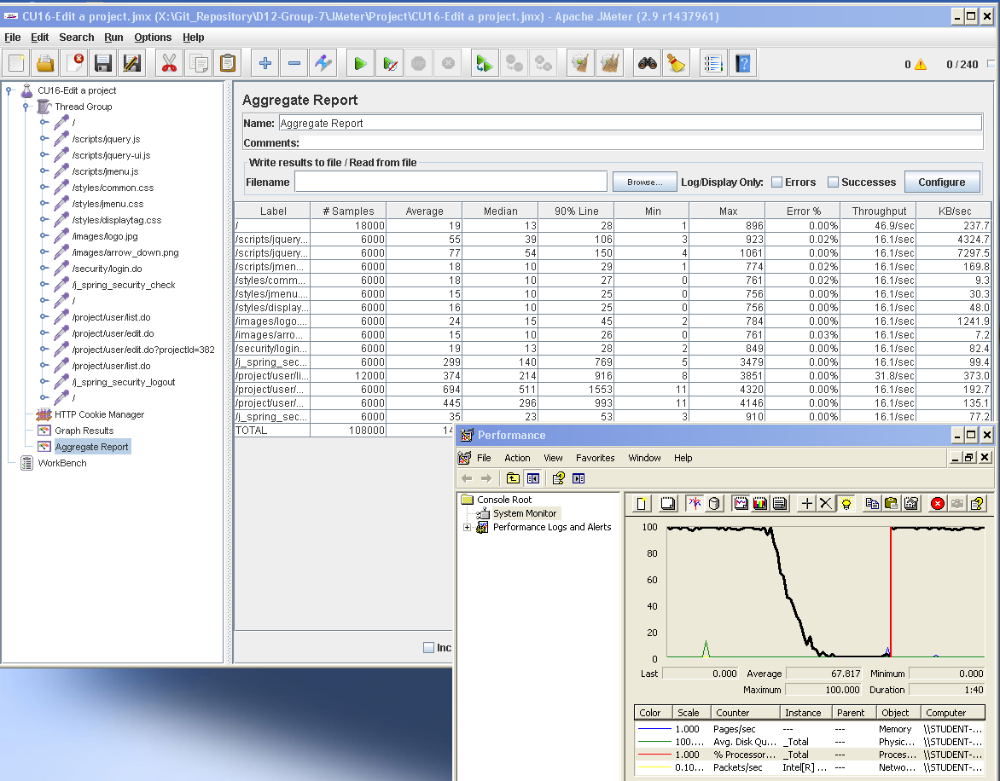 CU16-Edit a project.jmx (X:\Git_Repository\D12-Group-7\JMeter\Project\CU16-Edit a project.jmx) - Apache JMeter (2.9 r1437961)
File Edit Search Run Options Help
0 0 / 240
CU16-Edit a project
Thread Group
/
/scripts/jquery.js
/scripts/jquery-ui.js
/scripts/jmenu.js
/styles/common.css
/styles/jmenu.css
/styles/displaytag.css
/images/logo.jpg
/images/arrow_down.png
/security/login.do
/j_spring_security_check
/
/project/user/list.do
/project/user/edit.do
/project/user/edit.do?projectId=382
/project/user/list.do
/j_spring_security_logout
/
HTTP Cookie Manager
Graph Results
Aggregate Report
WorkBench
Aggregate Report
Name: Aggregate Report
Comments:
Write results to file / Read from file
Filename Browse... Log/Display Only: Errors Successes Configure
Label # Samples Average Median 90% Line Min Max Error % Throughput KB/sec
/ 18000 19 13 28 1 896 0.00% 46.9/sec 237.7
/scripts/jquery... 6000 55 39 106 3 923 0.02% 16.1/sec 4324.7
/scripts/jquery... 6000 77 54 150 4 1061 0.00% 16.1/sec 7297.5
/scripts/jmen... 6000 18 10 29 1 774 0.02% 16.1/sec 169.8
/styles/comm... 6000 18 10 27 0 761 0.02% 16.1/sec 9.3
/styles/jmenu.... 6000 15 10 25 0 756 0.00% 16.1/sec 30.3
/styles/display... 6000 16 10 25 0 756 0.00% 16.1/sec 48.0
/images/logo.... 6000 24 15 45 2 784 0.00% 16.1/sec 1241.9
/images/arro... 6000 15 10 26 0 761 0.00% 16.1/sec 7.2
/security/login... 6000 19 13 28 2 849 0.00% 16.1/sec 82.4
/j_spring_sec... 6000 299 140 769 5 3479 0.00% 16.1/sec 99.4
/project/user/li... 12000 374 214 916 8 3851 0.00% 31.8/sec 373.0
/project/user/... 6000 694 511 1553 11 4320 0.00% 16.1/sec 192.7
/project/user/... 6000 445 296 993 11 4146 0.00% 16.1/sec 135.1
/j_spring_sec... 6000 35 23 53 3 910 0.00% 16.1/sec 77.2
TOTAL 108000
Inc
Performance
File Action View Favorites Window Help
Console Root
System Monitor
Performance Logs and Alerts
100
80
60
40
20
0
Last 0.000 Average 67.817 Minimum 0.000
Maximum 100.000 Duration 1:40
Color Scale Counter Instance Parent Object Computer
1.000 Pages/sec --- --- Memory \\STUDENT-...
100.... Avg. Disk Qu... _Total --- Physic... \\STUDENT-...
1.000 % Processor... _Total --- Proces... \\STUDENT-...
0.10... Packets/sec Intel[R] ... --- Netwo... \\STUDENT-...